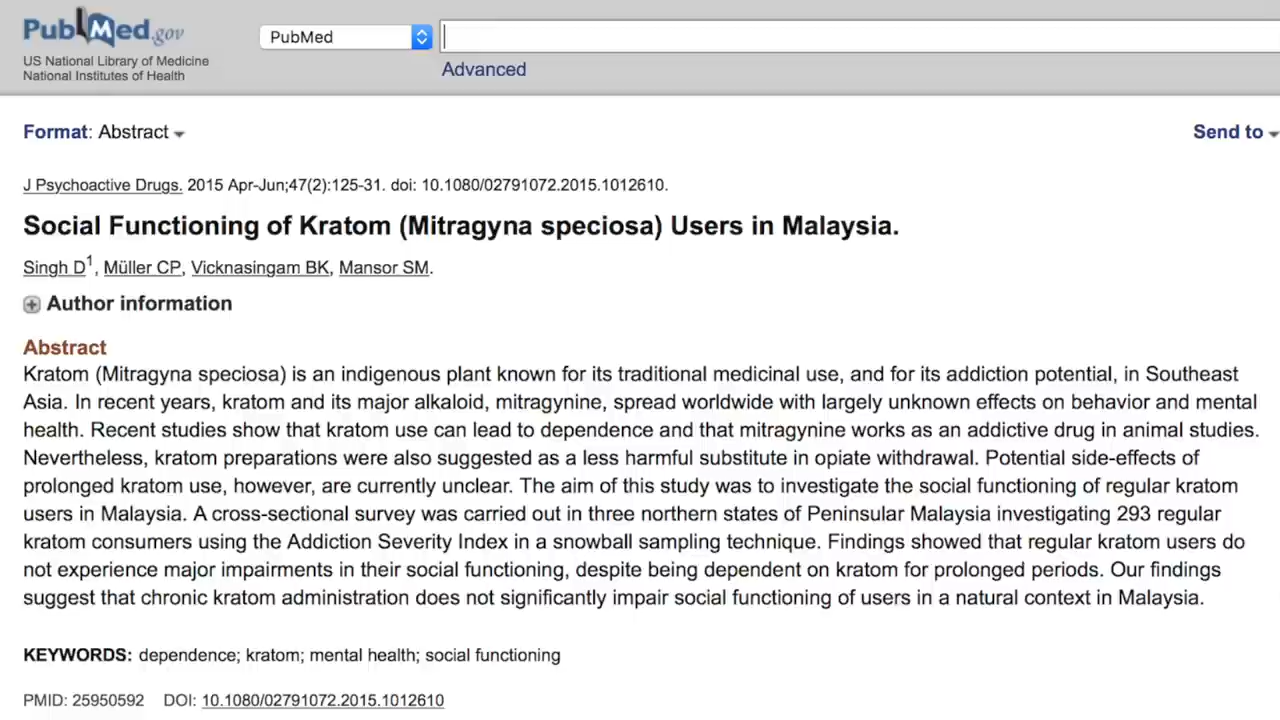 PubMed.gov
US National Library of Medicine
National Institutes of Health
PubMed
Advanced
Format: Abstract
Send to
J Psychoactive Drugs. 2015 Apr-Jun;47(2):125-31. doi: 10.1080/02791072.2015.1012610.
Social Functioning of Kratom (Mitragyna speciosa) Users in Malaysia.
Singh D1, Müller CP, Vicknasingam BK, Mansor SM.
Author information
Abstract
Kratom (Mitragyna speciosa) is an indigenous plant known for its traditional medicinal use, and for its addiction potential, in Southeast
Asia. In recent years, kratom and its major alkaloid, mitragynine, spread worldwide with largely unknown effects on behavior and mental
health. Recent studies show that kratom use can lead to dependence and that mitragynine works as an addictive drug in animal studies.
Nevertheless, kratom preparations were also suggested as a less harmful substitute in opiate withdrawal. Potential side-effects of
prolonged kratom use, however, are currently unclear. The aim of this study was to investigate the social functioning of regular kratom
users in Malaysia. A cross-sectional survey was carried out in three northern states of Peninsular Malaysia investigating 293 regular
kratom consumers using the Addiction Severity Index in a snowball sampling technique. Findings showed that regular kratom users do
not experience major impairments in their social functioning, despite being dependent on kratom for prolonged periods. Our findings
suggest that chronic kratom administration does not significantly impair social functioning of users in a natural context in Malaysia.
KEYWORDS: dependence; kratom; mental health; social functioning
PMID: 25950592 DOI: 10.1080/02791072.2015.1012610